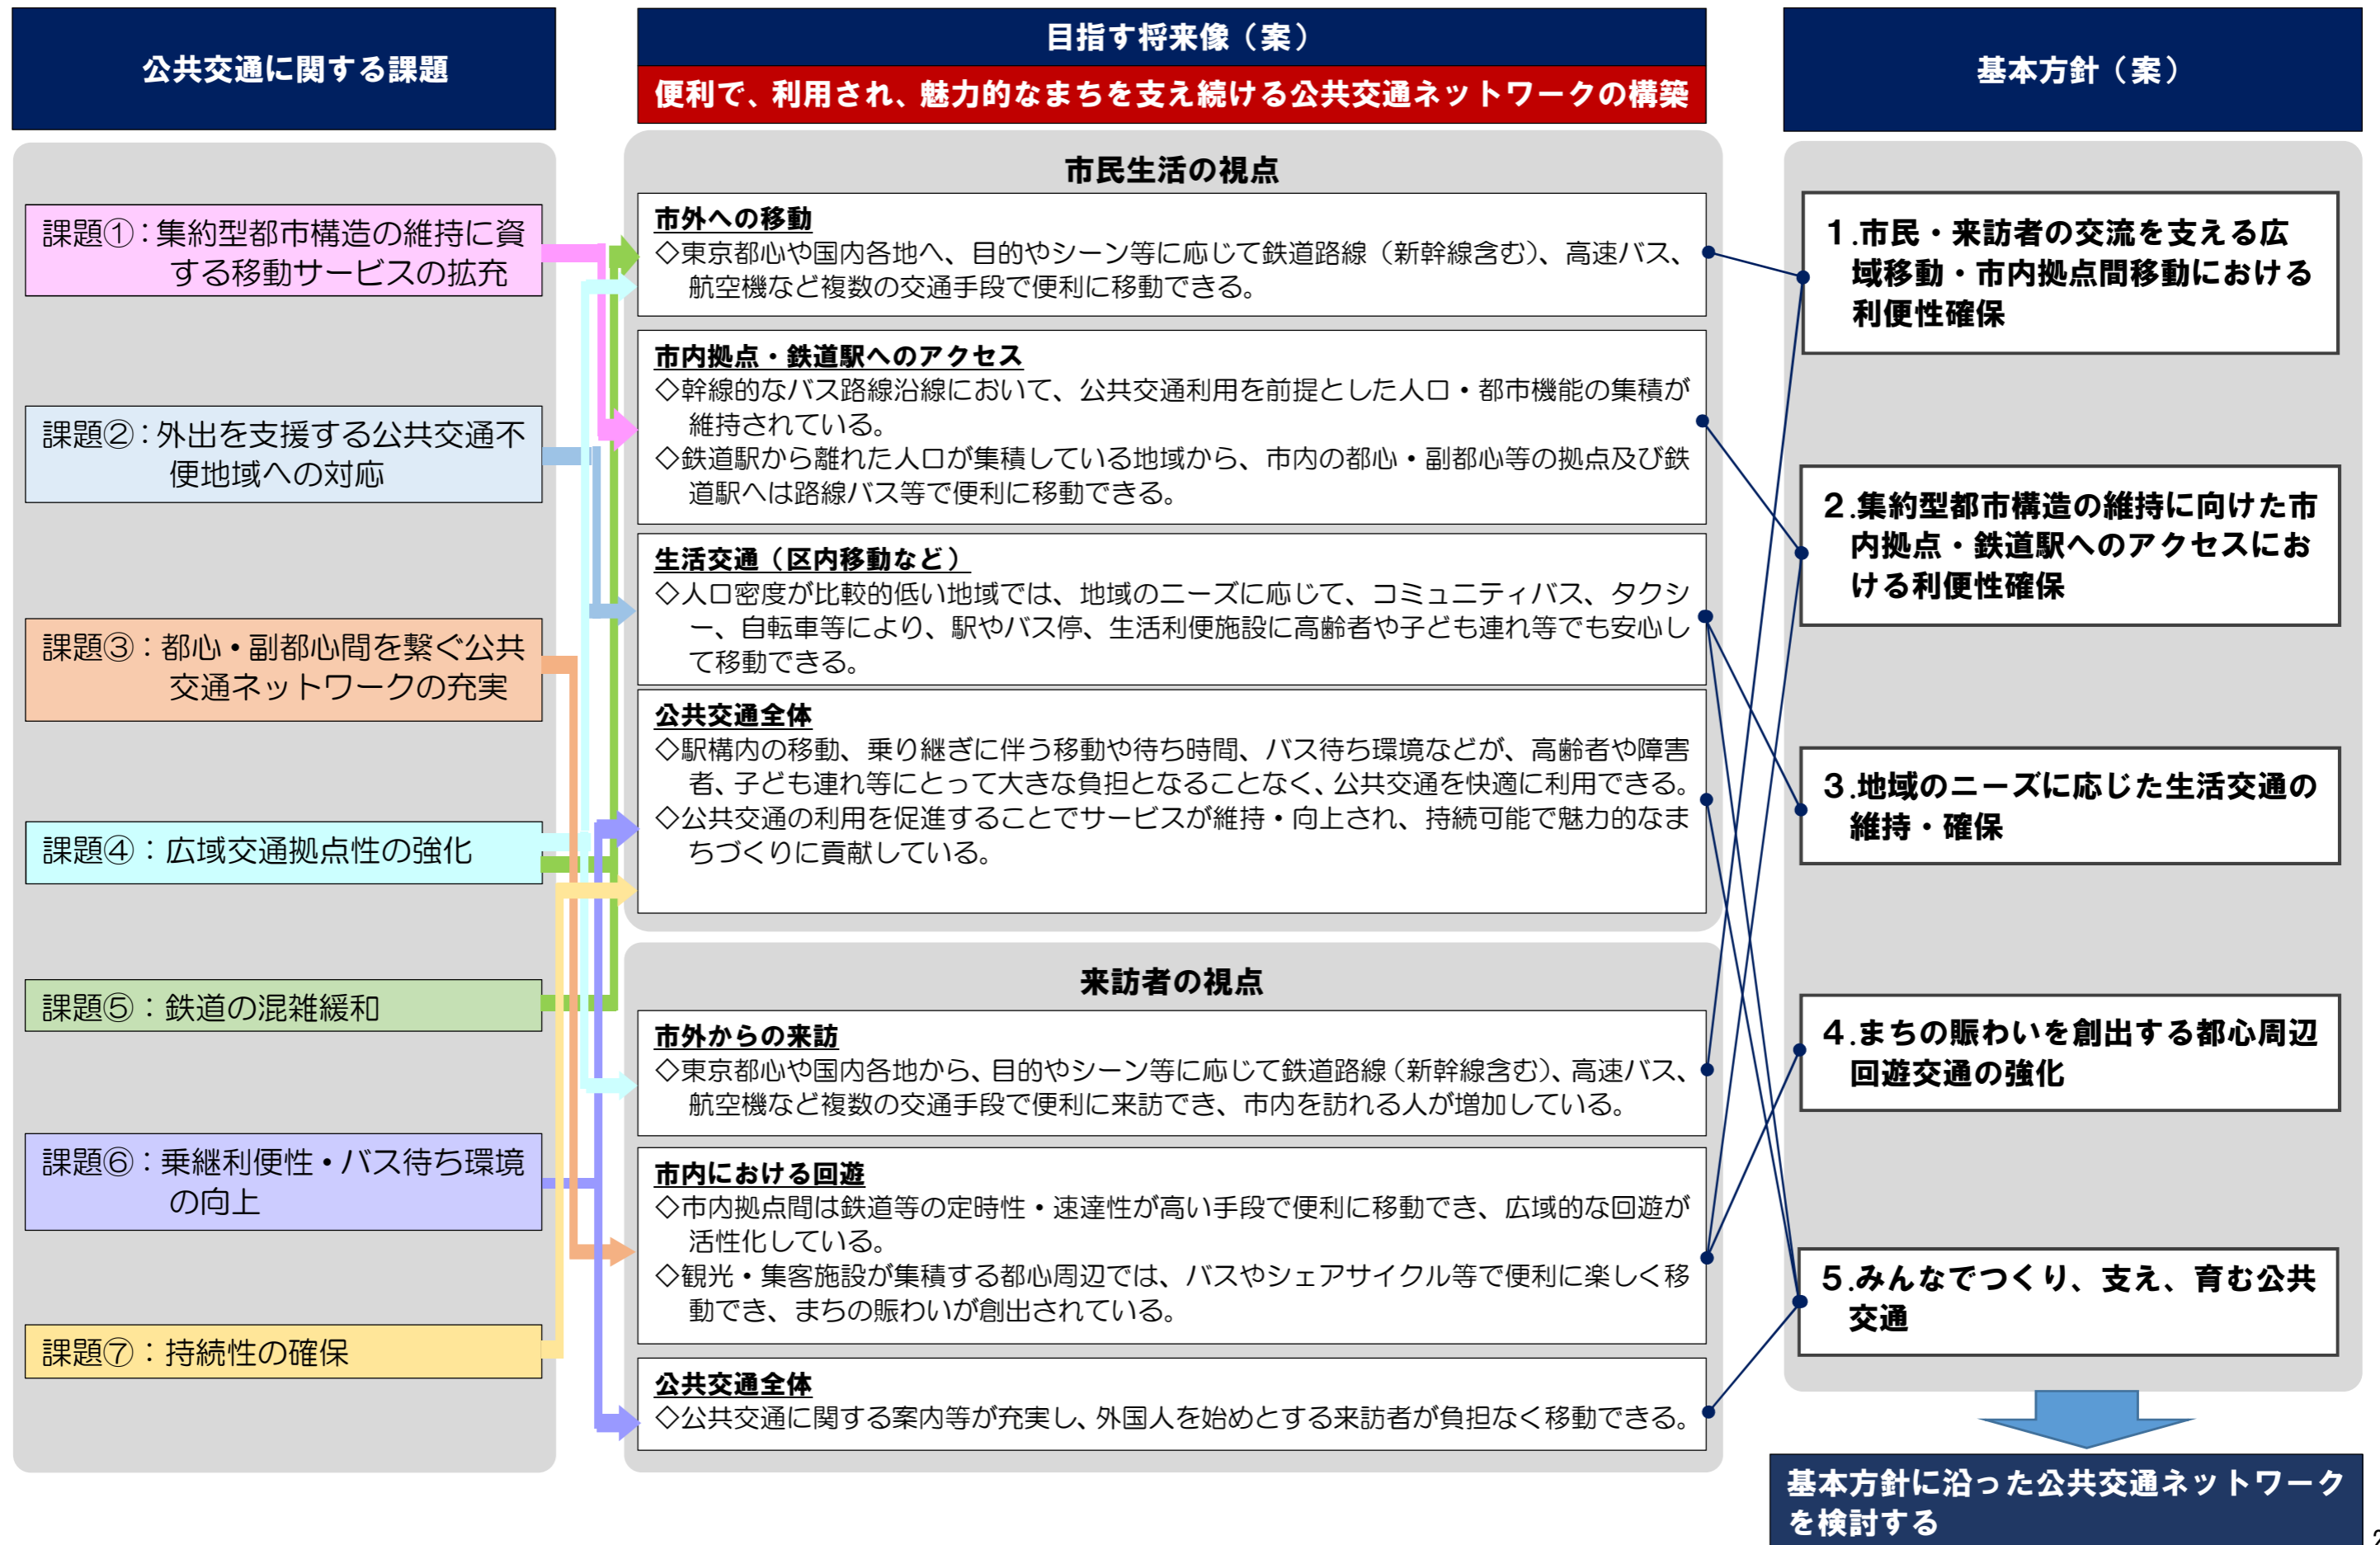 公共交通に関する課題
課題①：集約型都市構造の維持に資
する移動サービスの拡充
課題②：外出を支援する公共交通不
便地域への対応
課題③：都心・副都心間を繋ぐ公共
交通ネットワークの充実
課題④：広域交通拠点性の強化
課題⑤：鉄道の混雑緩和
課題⑥：乗継利便性・バス待ち環境
の向上
課題⑦：持続性の確保
目指す将来像（案）
便利で、利用され、魅力的なまちを支え続ける公共交通ネットワークの構築
市民生活の視点
市外への移動
◇東京都心や国内各地へ、目的やシーン等に応じて鉄道路線（新幹線含む）、高速バス、
航空機など複数の交通手段で便利に移動できる。
市内拠点・鉄道駅へのアクセス
◇幹線的なバス路線沿線において、公共交通利用を前提とした人口・都市機能の集積が
維持されている。
◇鉄道駅から離れた人口が集積している地域から、市内の都心・副都心等の拠点及び鉄
道駅へは路線バス等で便利に移動できる。
生活交通（区内移動など）
◇人口密度が比較的低い地域では、地域のニーズに応じて、コミュニティバス、タクシ
ー、自転車等により、駅やバス停、生活利便施設に高齢者や子ども連れ等でも安心し
て移動できる。
公共交通全体
◇駅構内の移動、乗り継ぎに伴う移動や待ち時間、バス待ち環境などが、高齢者や障害
者、子ども連れ等にとって大きな負担となることなく、公共交通を快適に利用できる。
◇公共交通の利用を促進することでサービスが維持・向上され、持続可能で魅力的なま
ちづくりに貢献している。
来訪者の視点
市外からの来訪
◇東京都心や国内各地から、目的やシーン等に応じて鉄道路線（新幹線含む）、高速バス、
航空機など複数の交通手段で便利に来訪でき、市内を訪れる人が増加している。
市内における回遊
◇市内拠点間は鉄道等の定時性・速達性が高い手段で便利に移動でき、広域的な回遊が
活性化している。
◇観光・集客施設が集積する都心周辺では、バスやシェアサイクル等で便利に楽しく移
動でき、まちの賑わいが創出されている。
公共交通全体
◇公共交通に関する案内等が充実し、外国人を始めとする来訪者が負担なく移動できる。
基本方針（案）
１.市民・来訪者の交流を支える広
域移動・市内拠点間移動における
利便性確保
２.集約型都市構造の維持に向けた市
内拠点・鉄道駅へのアクセスにお
ける利便性確保
３.地域のニーズに応じた生活交通の
維持・確保
４.まちの賑わいを創出する都心周辺
回遊交通の強化
５.みんなでつくり、支え、育む公共
交通
基本方針に沿った公共交通ネットワーク
を検討する